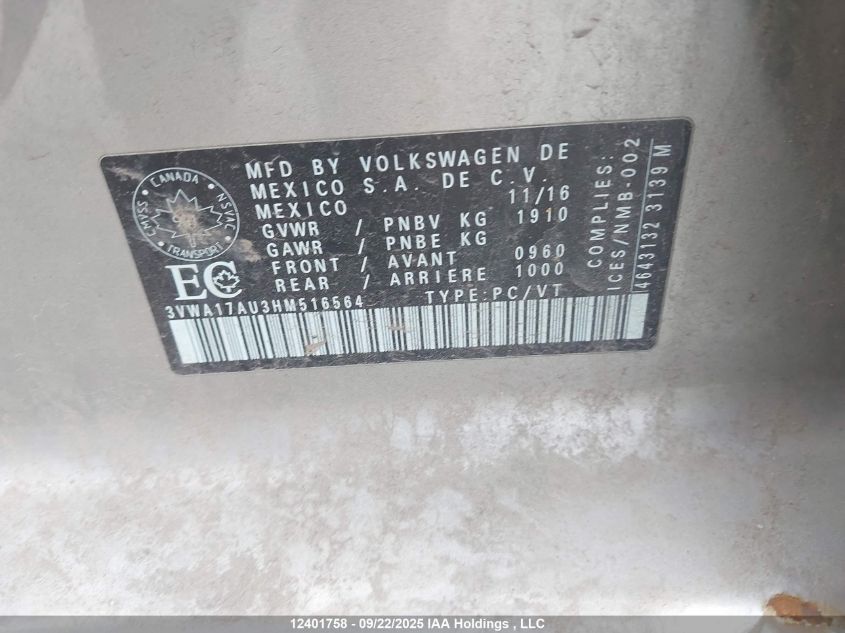 CANADA
CMVSS
NSVAC
TRANSPORT
EC
MFD BY VOLKSWAGEN DE
MEXICO S.A. DE C.V.
MEXICO 11/16
GVWR / PNBV KG 1910
GAWR / PNBE KG
FRONT / AVANT 0960
REAR / ARRIERE 1000
3VWA17AU3HM516564 TYPE:PC/VT
COMPLIES:
ICES/NMB-002
4643132 3139 M
12401758 - 09/22/2025 IAA Holdings , LLC